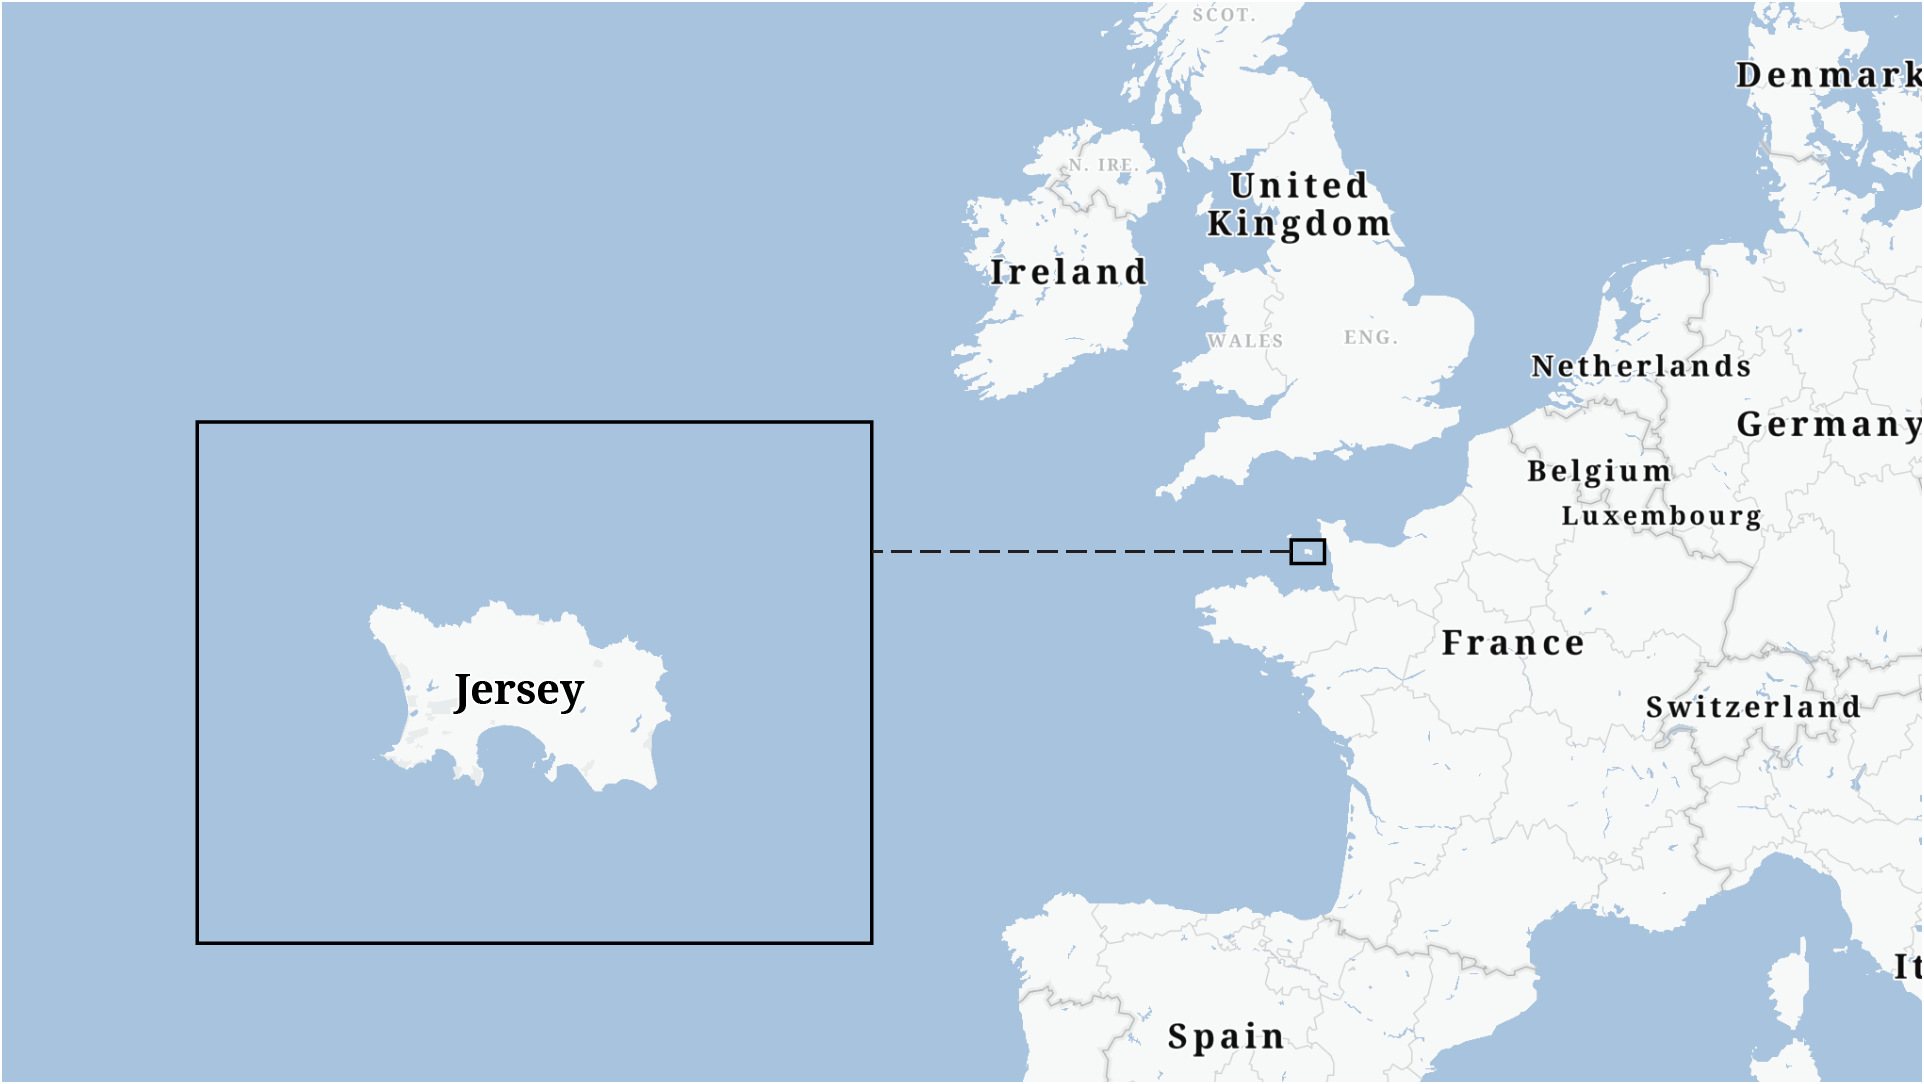 SCOT.
Denmark
N. IRE.
United
Kingdom
Ireland
WALES
ENG.
Netherlands
Germany
Belgium
Luxembourg
France
Jersey
Switzerland
It
Spain